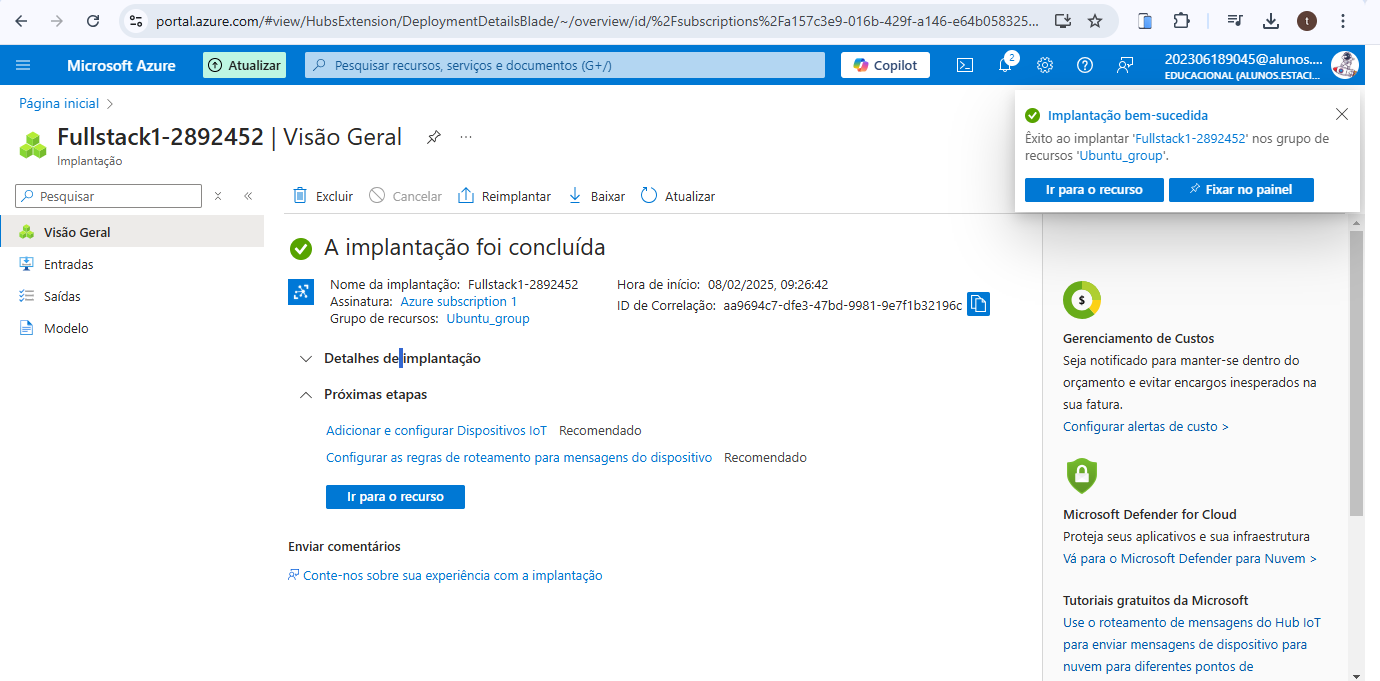 portal.azure.com/#view/HubsExtension/DeploymentDetailsBlade/~/overview/id/%2Fsubscriptions%2Fa157c3e9-016b-429f-a146-e64b058325...
t
Microsoft Azure
Atualizar
Pesquisar recursos, serviços e documentos (G+/)
Copilot
2
202306189045@alunos....
EDUCACIONAL (ALUNOS.ESTACI...
Página inicial
Fullstack1-2892452 | Visão Geral
...
Implantação
Implantação bem-sucedida
Êxito ao implantar 'Fullstack1-2892452' nos grupo de
recursos 'Ubuntu_group'.
Ir para o recurso
Fixar no painel
Pesquisar
Visão Geral
Entradas
Saídas
Modelo
Excluir
Cancelar
Reimplantar
Baixar
Atualizar
A implantação foi concluída
Nome da implantação: Fullstack1-2892452
Assinatura: Azure subscription 1
Grupo de recursos: Ubuntu_group
Hora de início: 08/02/2025, 09:26:42
ID de Correlação: aa9694c7-dfe3-47bd-9981-9e7f1b32196c
Detalhes de implantação
Próximas etapas
Adicionar e configurar Dispositivos IoT Recomendado
Configurar as regras de roteamento para mensagens do dispositivo Recomendado
Ir para o recurso
Enviar comentários
Conte-nos sobre sua experiência com a implantação
$
Gerenciamento de Custos
Seja notificado para manter-se dentro do
orçamento e evitar encargos inesperados na
sua fatura.
Configurar alertas de custo >
Microsoft Defender for Cloud
Proteja seus aplicativos e sua infraestrutura
Vá para o Microsoft Defender para Nuvem >
Tutoriais gratuitos da Microsoft
Use o roteamento de mensagens do Hub IoT
para enviar mensagens de dispositivo para
nuvem para diferentes pontos de